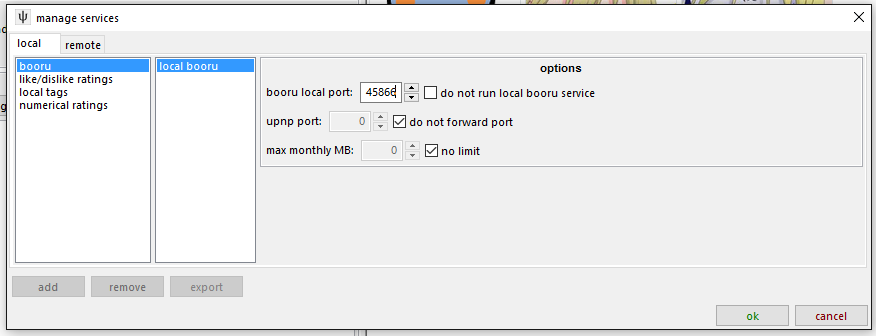 ψ manage services
local remote
booru local booru
like/dislike ratings
local tags
numerical ratings
options
booru local port: 45866 do not run local booru service
upnp port: 0 do not forward port
max monthly MB: 0 no limit
add remove export
ok cancel